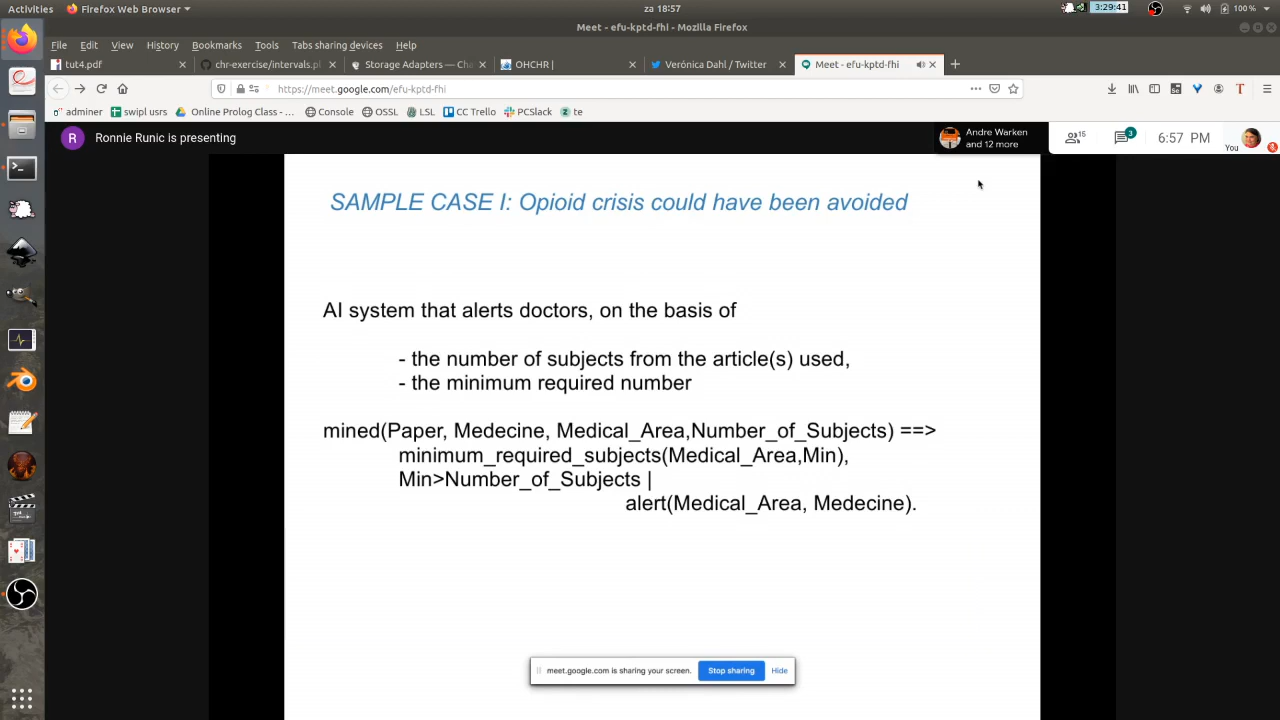 Activities
Firefox Web Browser
za 18:57
3:29:41
100 %
Meet - efu-kptd-fhi - Mozilla Firefox
File Edit View History Bookmarks Tools Tabs sharing devices Help
tut4.pdf
chr-exercise/intervals.pl
Storage Adapters — Cha
OHCHR |
Verónica Dahl / Twitter
Meet - efu-kptd-fhi
https://meet.google.com/efu-kptd-fhi
adminer
swipl usrs
Online Prolog Class - ...
Console
OSSL
LSL
CC Trello
PCSlack
te
R
Ronnie Runic is presenting
Andre Warken
and 12 more
15
3
6:57 PM
You
SAMPLE CASE I: Opioid crisis could have been avoided
AI system that alerts doctors, on the basis of
- the number of subjects from the article(s) used,
- the minimum required number
mined(Paper, Medecine, Medical_Area,Number_of_Subjects) ==>
minimum_required_subjects(Medical_Area,Min),
Min>Number_of_Subjects |
alert(Medical_Area, Medecine).
meet.google.com is sharing your screen.
Stop sharing
Hide